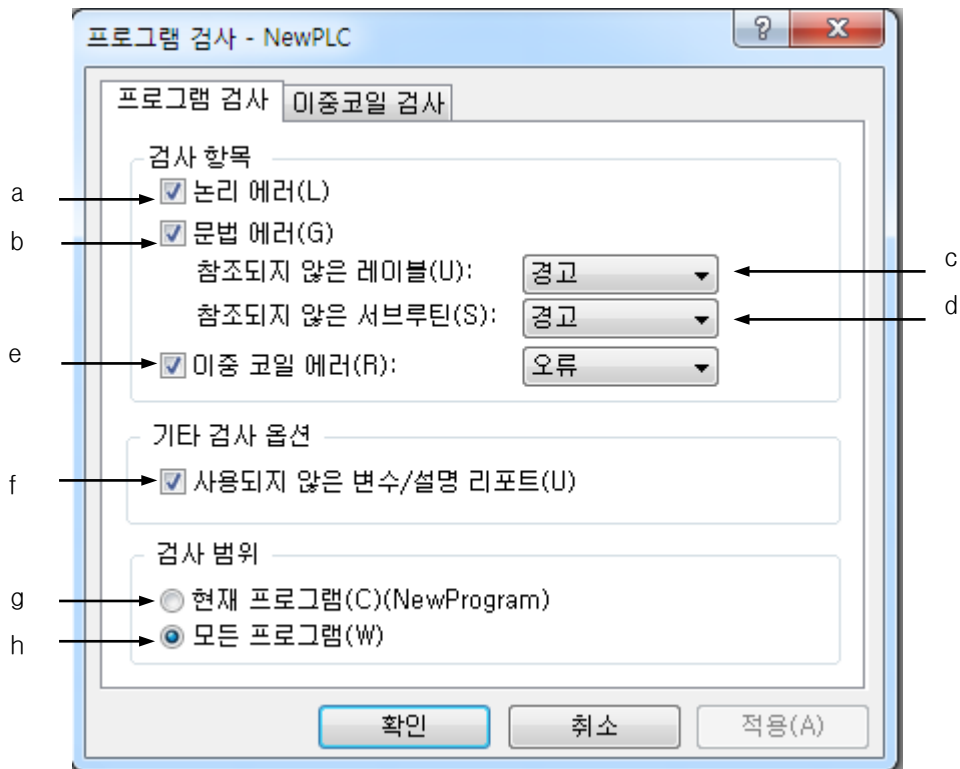 프로그램 검사 - NewPLC
프로그램 검사 이중코일 검사
검사 항목
a 논리 에러(L)
b 문법 에러(G)
참조되지 않은 레이블(U): 경고 c
참조되지 않은 서브루틴(S): 경고 d
e 이중 코일 에러(R): 오류
기타 검사 옵션
f 사용되지 않은 변수/설명 리포트(U)
검사 범위
g 현재 프로그램(C)(NewProgram)
h 모든 프로그램(W)
확인 취소 적용(A)